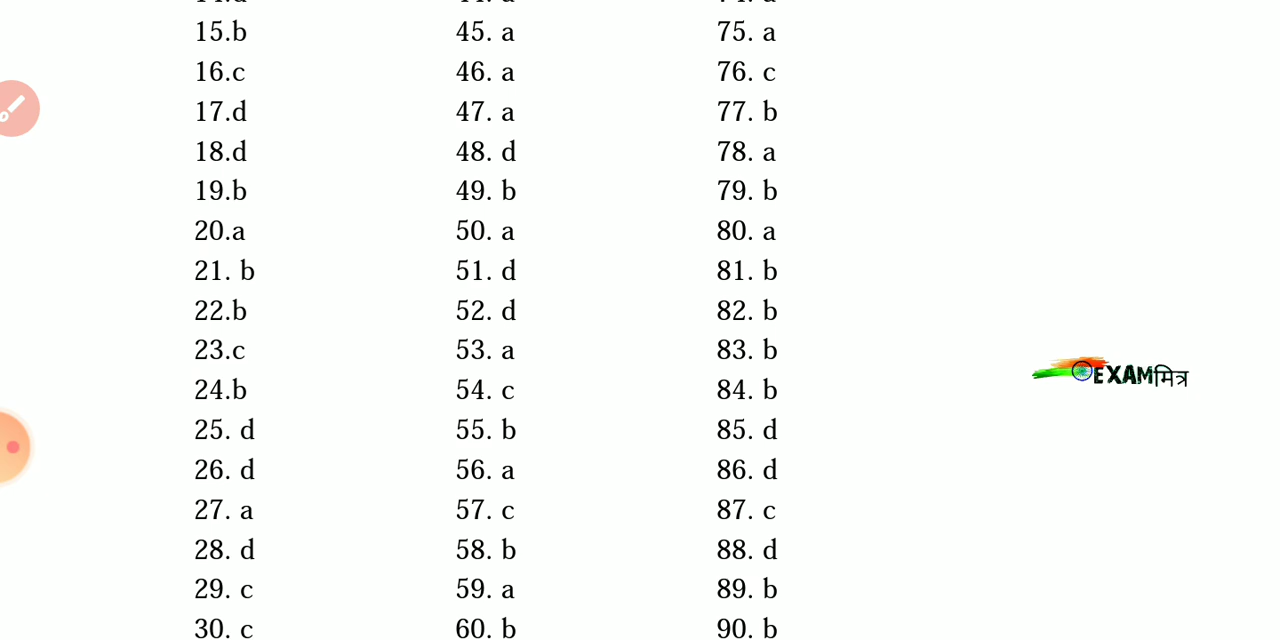 15.b 45. a 75. a
16.c 46. a 76. c
17.d 47. a 77. b
18.d 48. d 78. a
19.b 49. b 79. b
20.a 50. a 80. a
21. b 51. d 81. b
22.b 52. d 82. b
23.c 53. a 83. b
24.b 54. c 84. b
25. d 55. b 85. d
26. d 56. a 86. d
27. a 57. c 87. c
28. d 58. b 88. d
29. c 59. a 89. b
30. c 60. b 90. b
EXAMमित्र